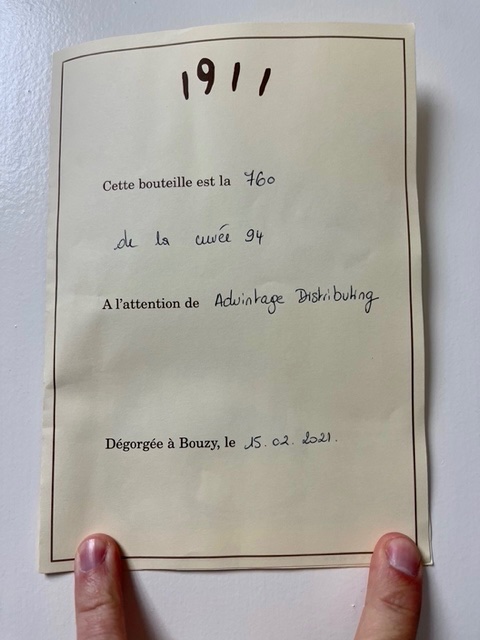 1911
Cette bouteille est la 760
de la cuvée 94
A l'attention de Advintage Distributing
Dégorgée à Bouzy, le 15.02.2021.